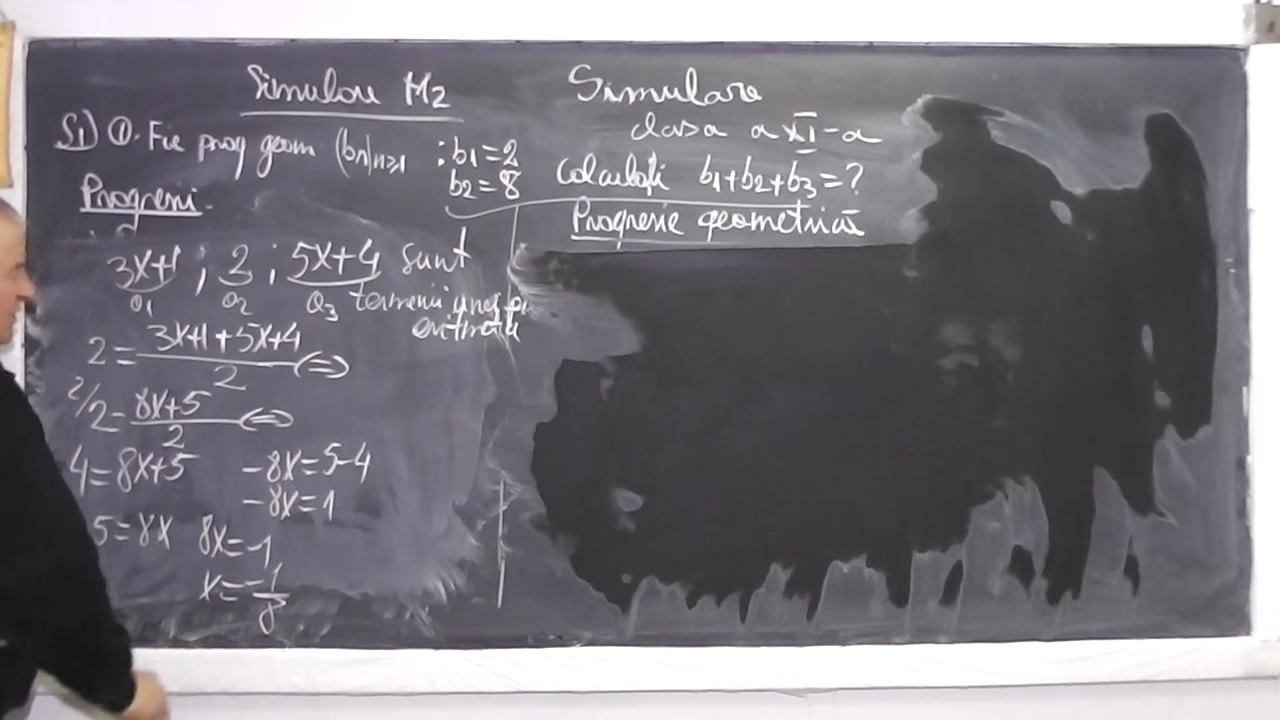 Simulare M2
Simulare
clasa a XI-a
S1) ①. Fie prog geom (bn)n≥1 ; b1=2
b2=8
Calculați b1+b2+b3=?
Progresii.
Progresie geometrică
3x+1 ; 2 ; 5x+4 sunt
a1 a2 a3 termenii unei
aritmetice
2 = 3x+1+5x+4 / 2 <=>
2/ 2 = 8x+5 / 2 <=>
4=8x+5 -8x=5-4
-8x=1
5=8x 8x=-1
x=-1/8